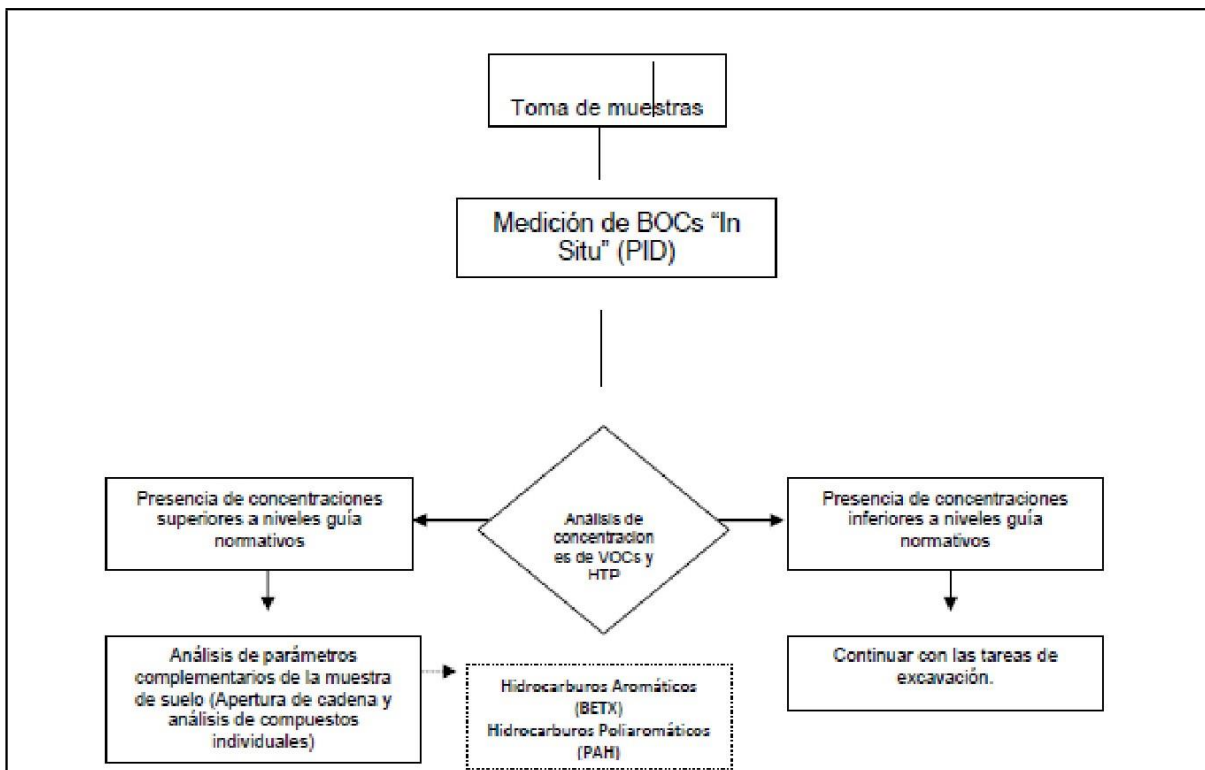 Toma de muestras
Medición de BOCs “In
Situ” (PID)
Presencia de concentraciones
superiores a niveles guía
normativos
Análisis de
concentracion
es de VOCs y
HTP
Presencia de concentraciones
inferiores a niveles guía
normativos
Análisis de parámetros
complementarios de la muestra
de suelo (Apertura de cadena y
análisis de compuestos
individuales)
Hidrocarburos Aromáticos
(BETX)
Hidrocarburos Poliaromáticos
(PAH)
Continuar con las tareas de
excavación.